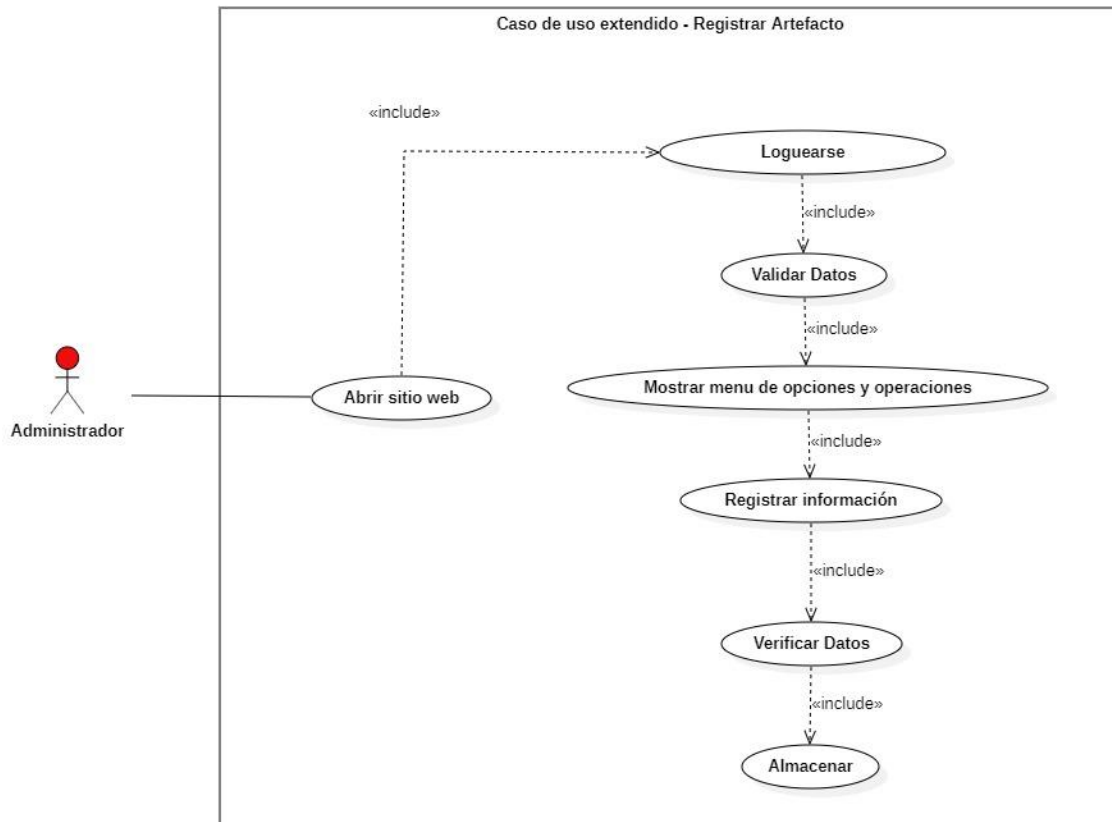 Caso de uso extendido - Registrar Artefacto
«include»
Loguearse
«include»
Validar Datos
«include»
Mostrar menu de opciones y operaciones
Abrir sitio web
Administrador
«include»
Registrar información
«include»
Verificar Datos
«include»
Almacenar